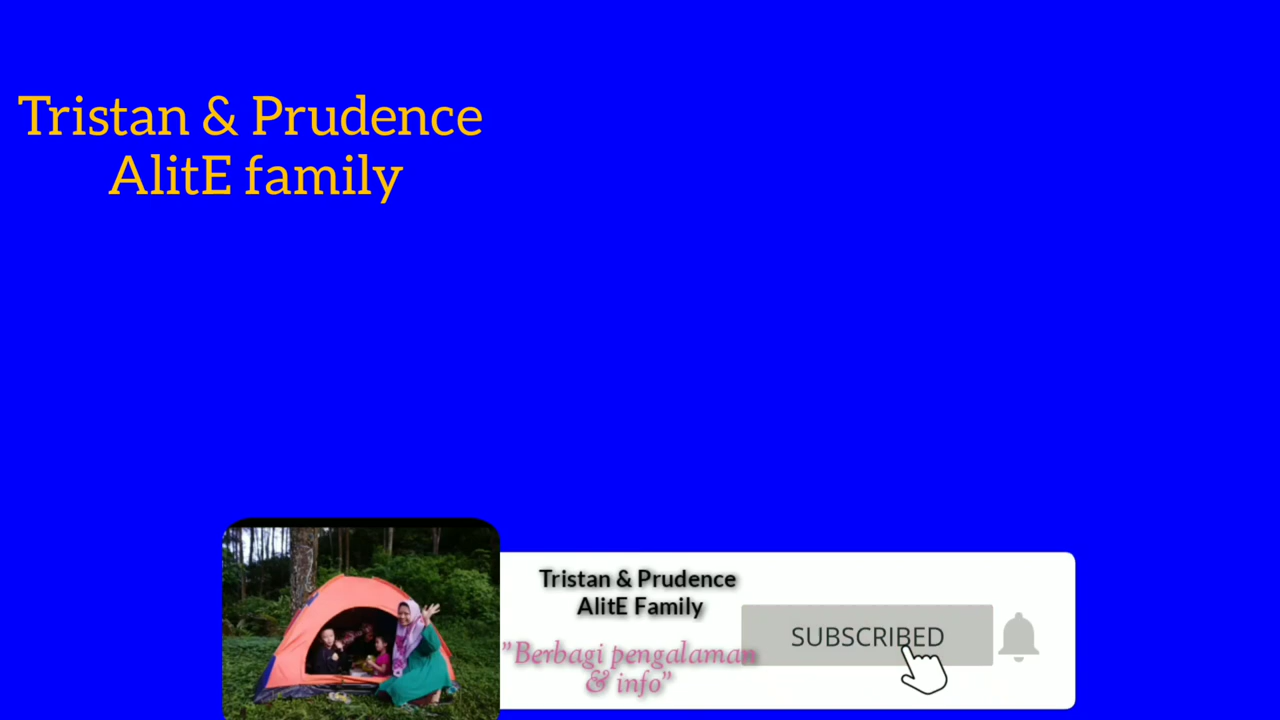 Tristan & Prudence
AlitE family
Tristan & Prudence
AlitE Family
"Berbagi pengalaman
& info"
SUBSCRIBED